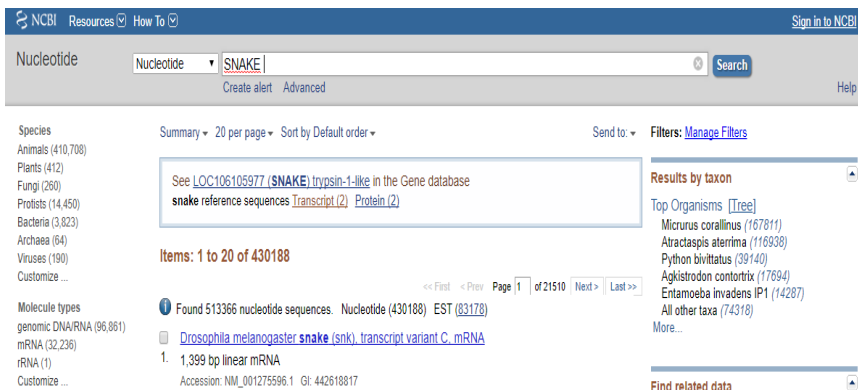 NCBI Resources How To Sign in to NCBI
Nucleotide Nucleotide SNAKE Search
Create alert Advanced Help
Species
Animals (410,708)
Plants (412)
Fungi (260)
Protists (14,450)
Bacteria (3,823)
Archaea (64)
Viruses (190)
Customize ...
Molecule types
genomic DNA/RNA (96,861)
mRNA (32,236)
rRNA (1)
Customize ...
Summary 20 per page Sort by Default order Send to:
See LOC106105977 (SNAKE) trypsin-1-like in the Gene database
snake reference sequences Transcript (2) Protein (2)
Items: 1 to 20 of 430188
<< First < Prev Page 1 of 21510 Next > Last >>
Found 513366 nucleotide sequences. Nucleotide (430188) EST (83178)
Drosophila melanogaster snake (snk), transcript variant C, mRNA
1. 1,399 bp linear mRNA
Accession: NM_001275596.1 GI: 442618817
Filters: Manage Filters
Results by taxon
Top Organisms [Tree]
Micrurus corallinus (167811)
Atractaspis aterrima (116938)
Python bivittatus (39140)
Agkistrodon contortrix (17694)
Entamoeba invadens IP1 (14287)
All other taxa (74318)
More...
Find related data